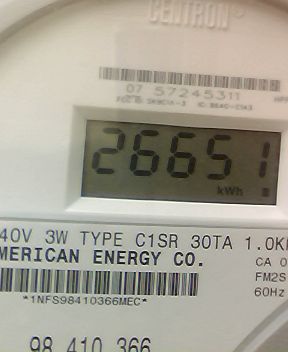 CENTRON
07 57245311
26651
kWh
40V 3W TYPE C1SR 30TA 1.0K
MERICAN ENERGY CO.
CA 0
FM2S
60Hz
*1NFS98410366MEC*
98 410 366